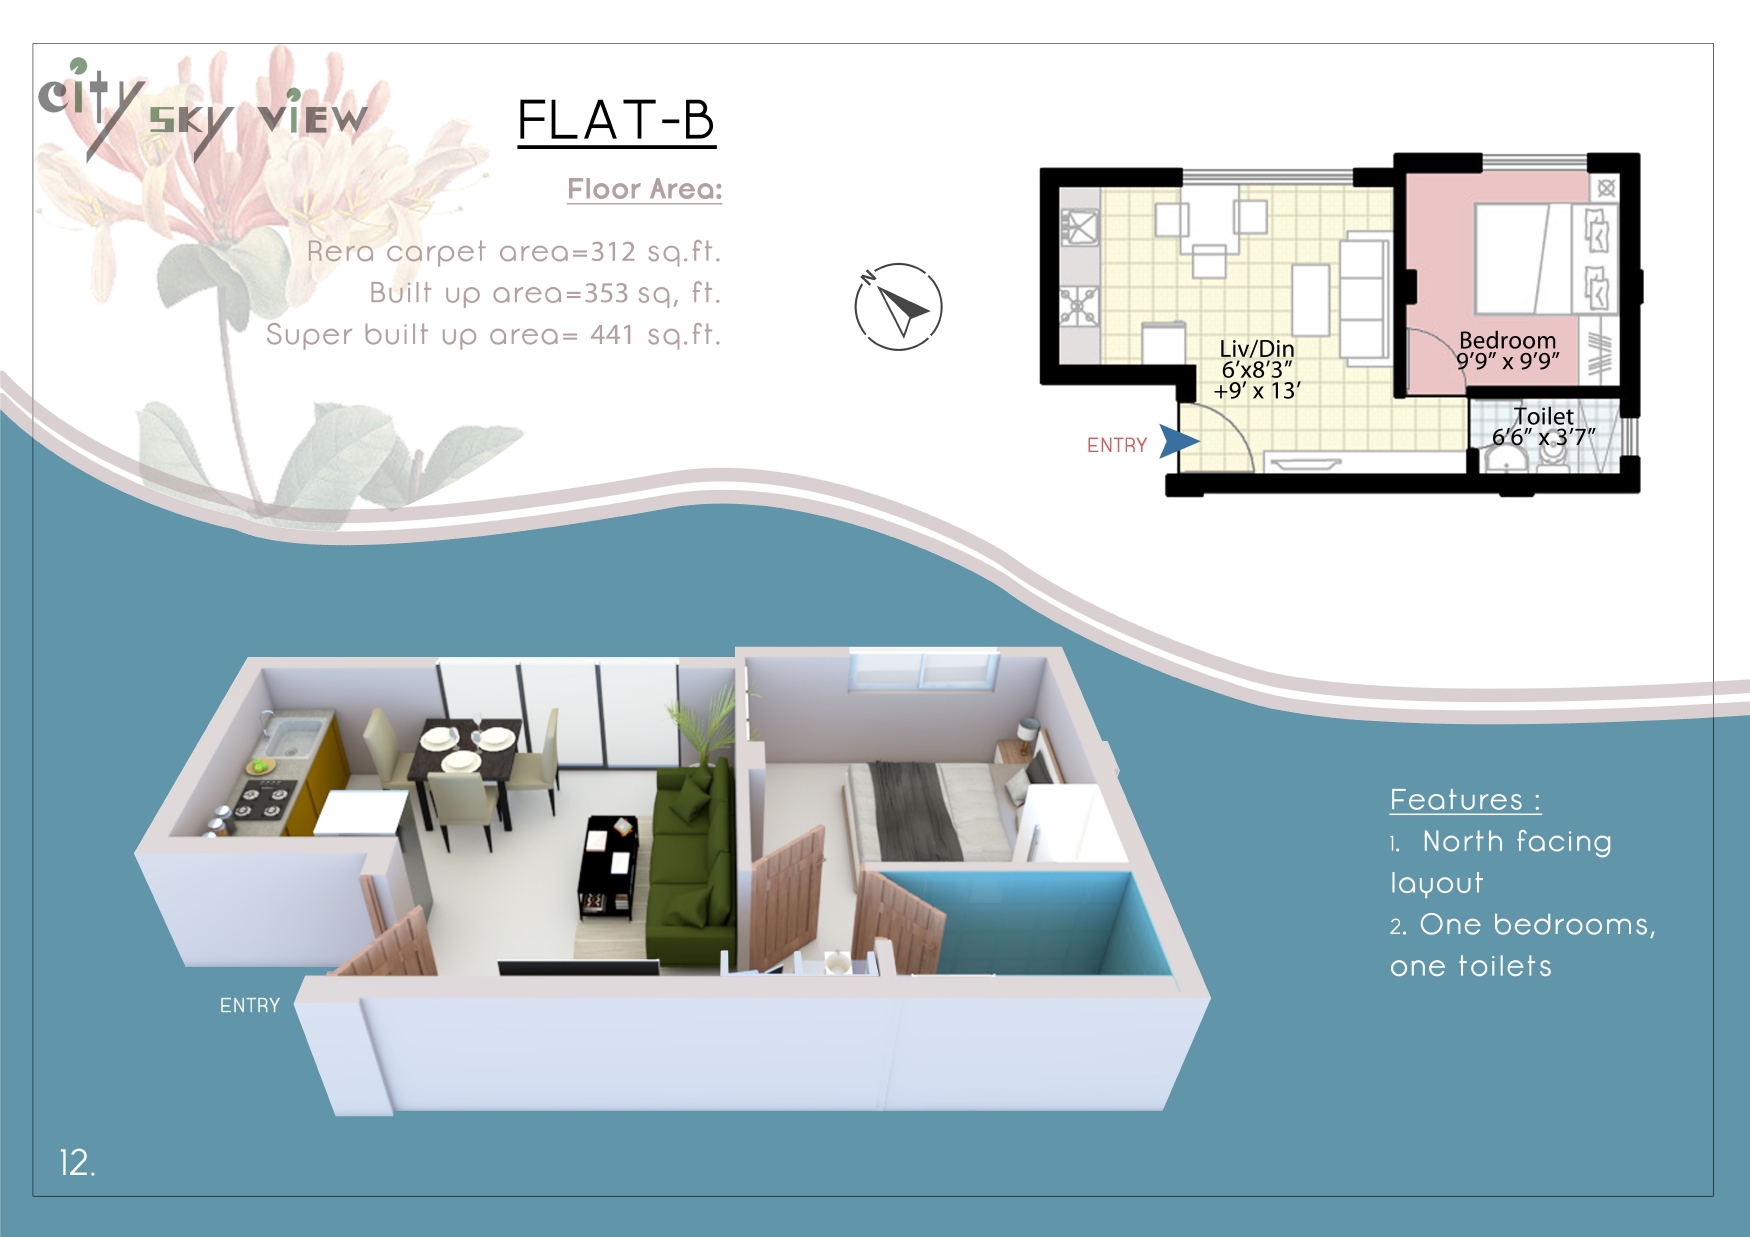 city sky view
FLAT-B
Floor Area:
Rera carpet area=312 sq.ft.
Built up area=353 sq, ft.
Super built up area= 441 sq.ft.
N
Liv/Din
6'x8'3"
+9' x 13'
Bedroom
9'9" x 9'9"
Toilet
6'6" x 3'7"
ENTRY
ENTRY
Features :
1. North facing
layout
2. One bedrooms,
one toilets
12.